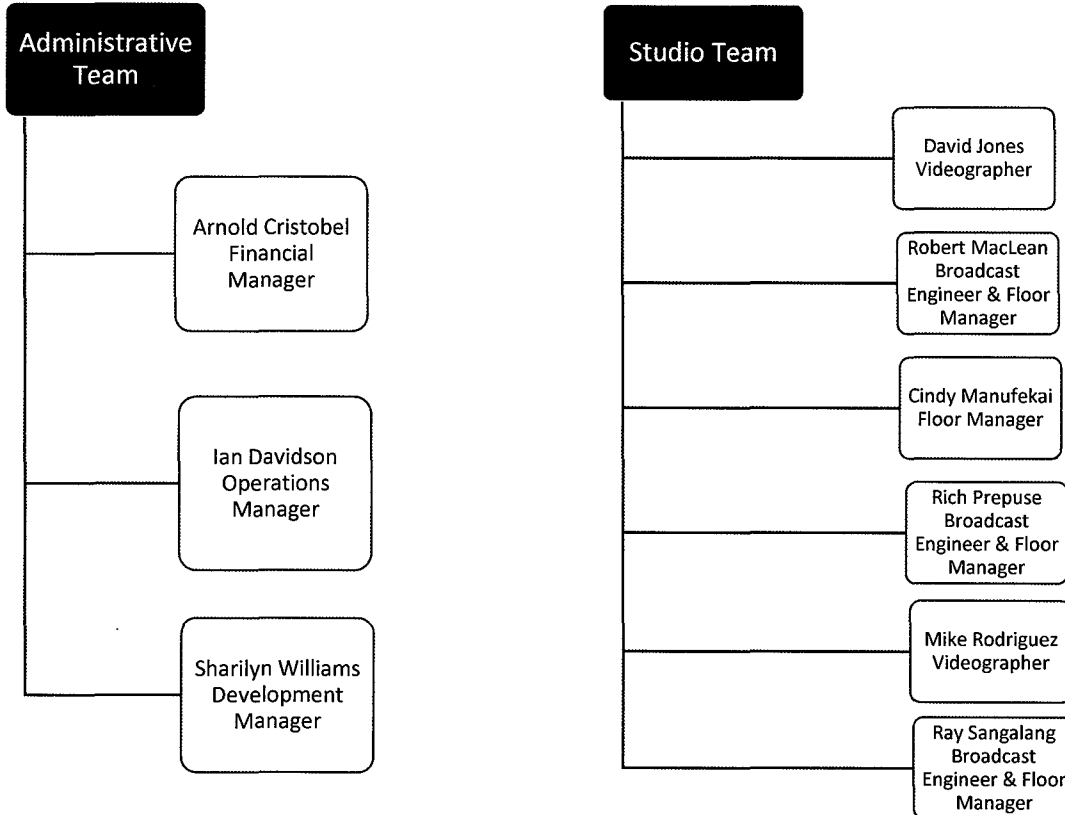 Administrative
Team
Arnold Cristobel
Financial
Manager
Ian Davidson
Operations
Manager
Sharilyn Williams
Development
Manager
Studio Team
David Jones
Videographer
Robert MacLean
Broadcast
Engineer & Floor
Manager
Cindy Manufekai
Floor Manager
Rich Prepuse
Broadcast
Engineer & Floor
Manager
Mike Rodriguez
Videographer
Ray Sangalang
Broadcast
Engineer & Floor
Manager